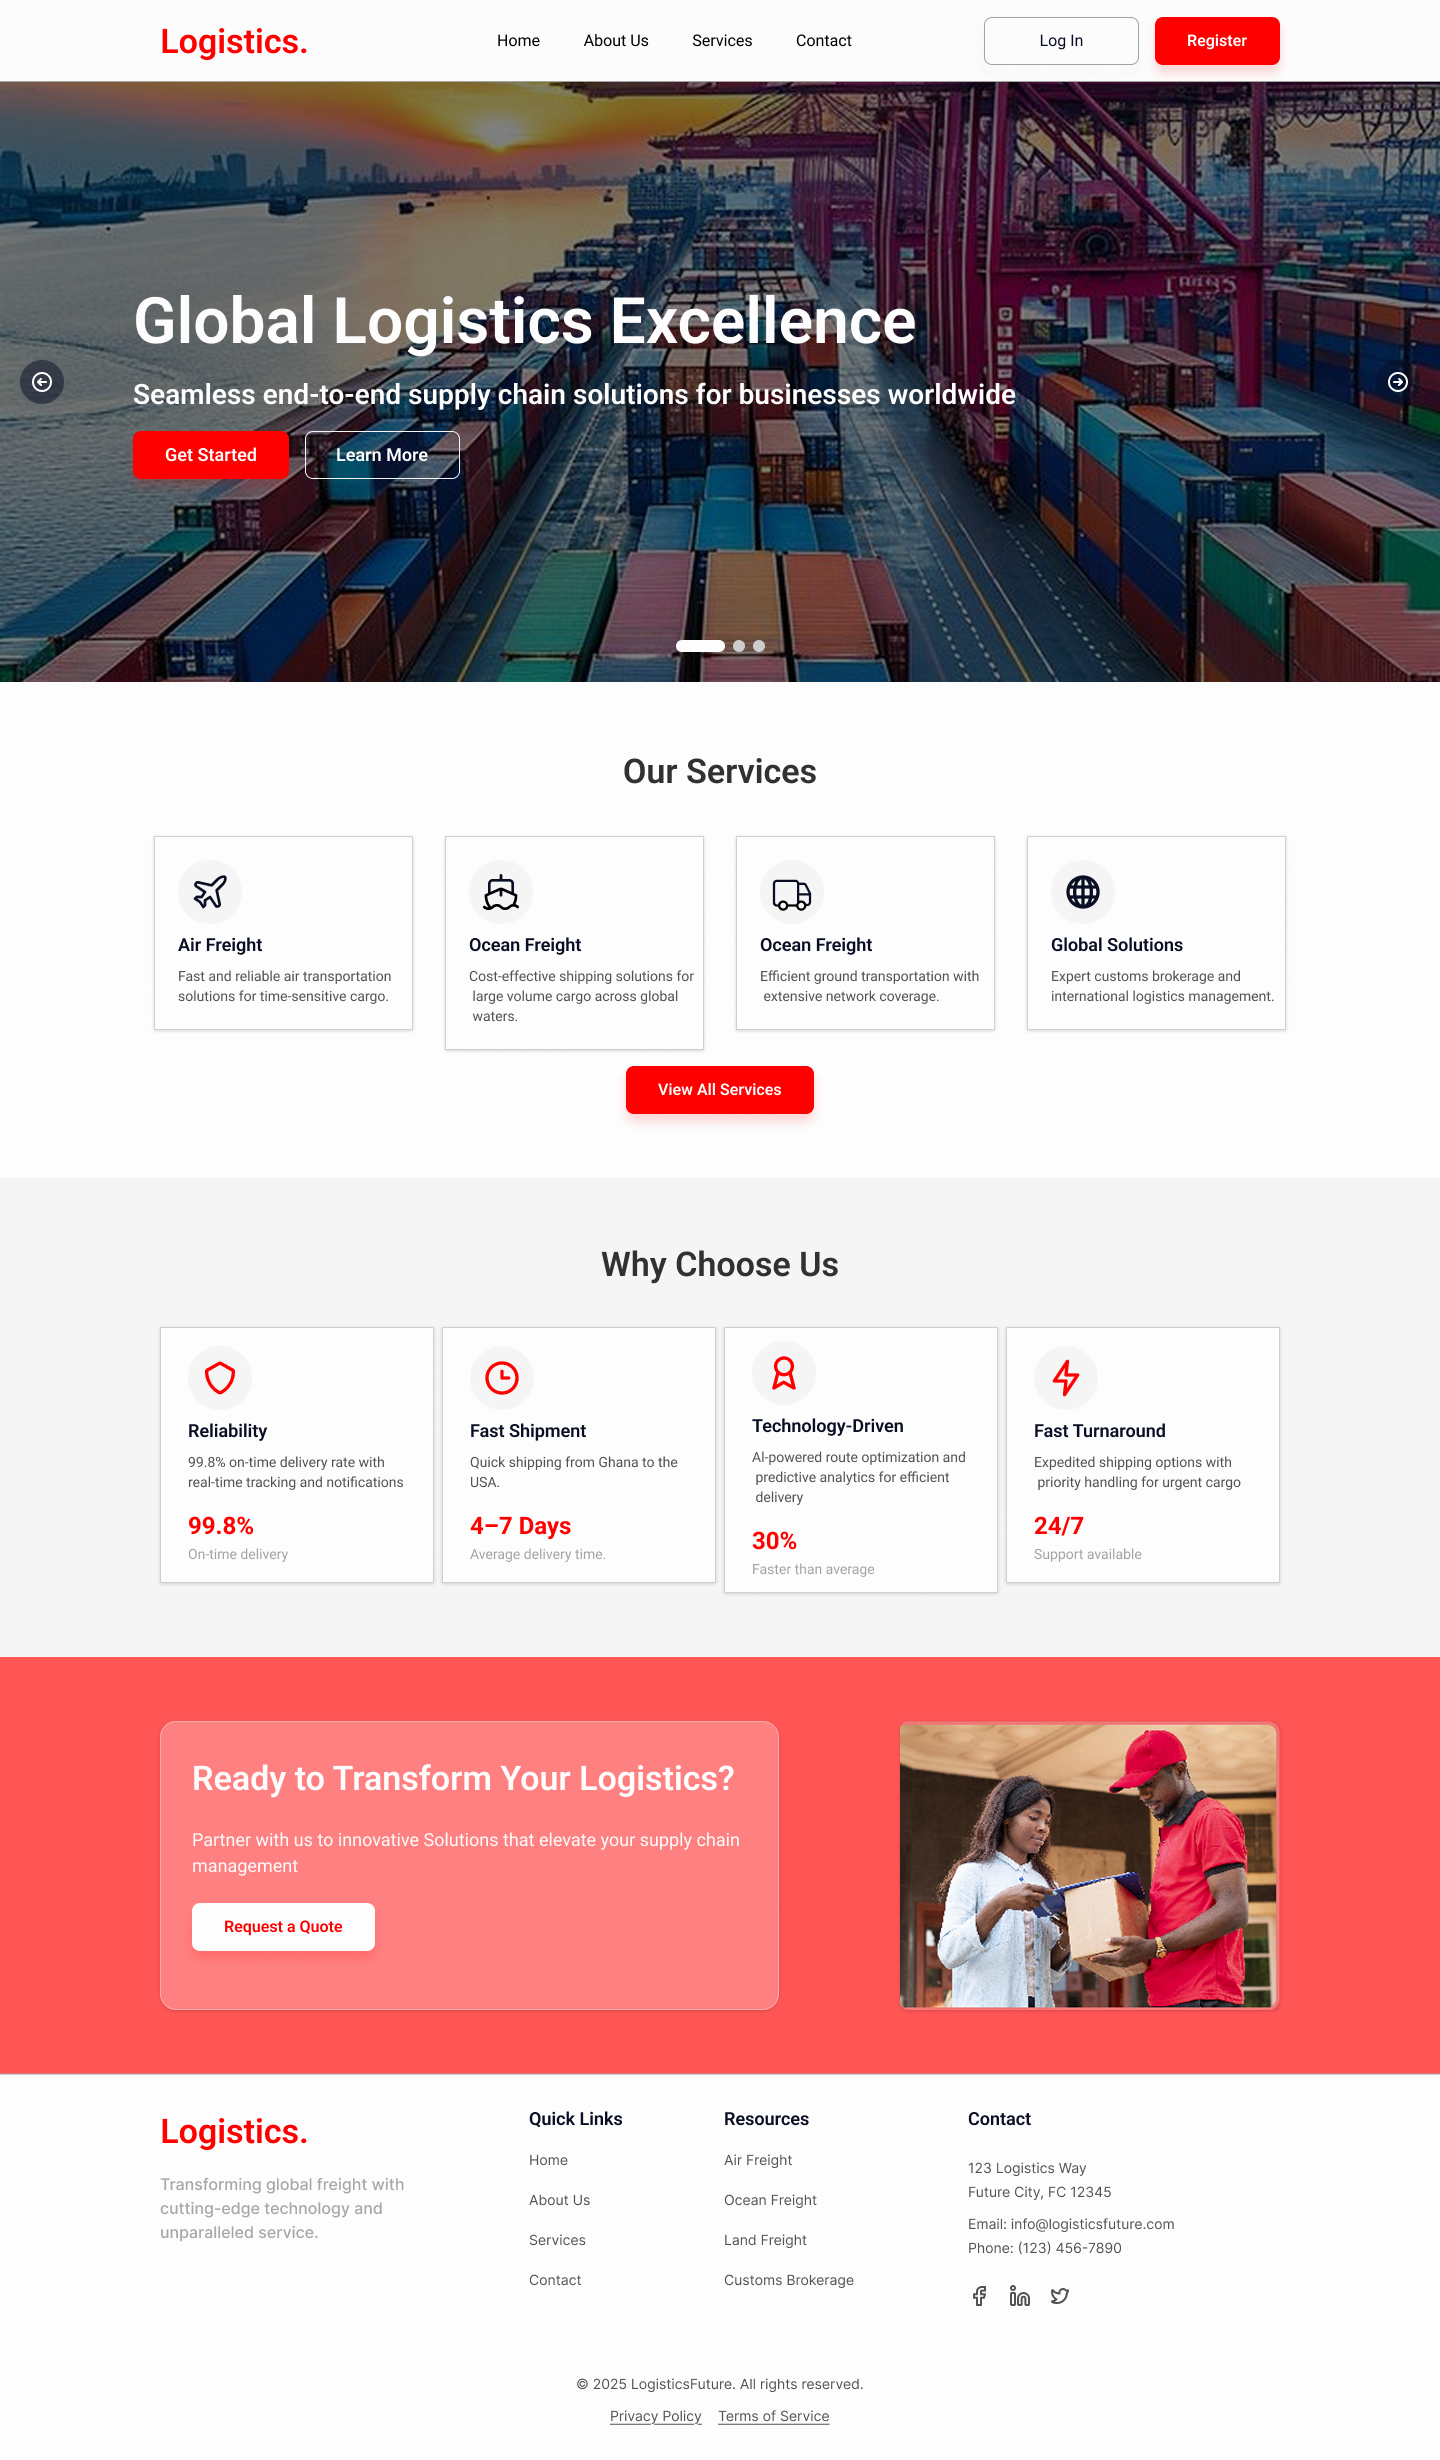 Logistics.
Home
About Us
Services
Contact
Log In
Register
Global Logistics Excellence
Seamless end-to-end supply chain solutions for businesses worldwide
Get Started
Learn More
Our Services
Air Freight
Fast and reliable air transportation
solutions for time-sensitive cargo.
Ocean Freight
Cost-effective shipping solutions for
large volume cargo across global
waters.
Ocean Freight
Efficient ground transportation with
extensive network coverage.
Global Solutions
Expert customs brokerage and
international logistics management.
View All Services
Why Choose Us
Reliability
99.8% on-time delivery rate with
real-time tracking and notifications
99.8%
On-time delivery
Fast Shipment
Quick shipping from Ghana to the
USA.
4–7 Days
Average delivery time.
Technology-Driven
AI-powered route optimization and
predictive analytics for efficient
delivery
30%
Faster than average
Fast Turnaround
Expedited shipping options with
priority handling for urgent cargo
24/7
Support available
Ready to Transform Your Logistics?
Partner with us to innovative Solutions that elevate your supply chain
management
Request a Quote
Logistics.
Transforming global freight with
cutting-edge technology and
unparalleled service.
Quick Links
Home
About Us
Services
Contact
Resources
Air Freight
Ocean Freight
Land Freight
Customs Brokerage
Contact
123 Logistics Way
Future City, FC 12345
Email: info@logisticsfuture.com
Phone: (123) 456-7890
© 2025 LogisticsFuture. All rights reserved.
Privacy Policy
Terms of Service